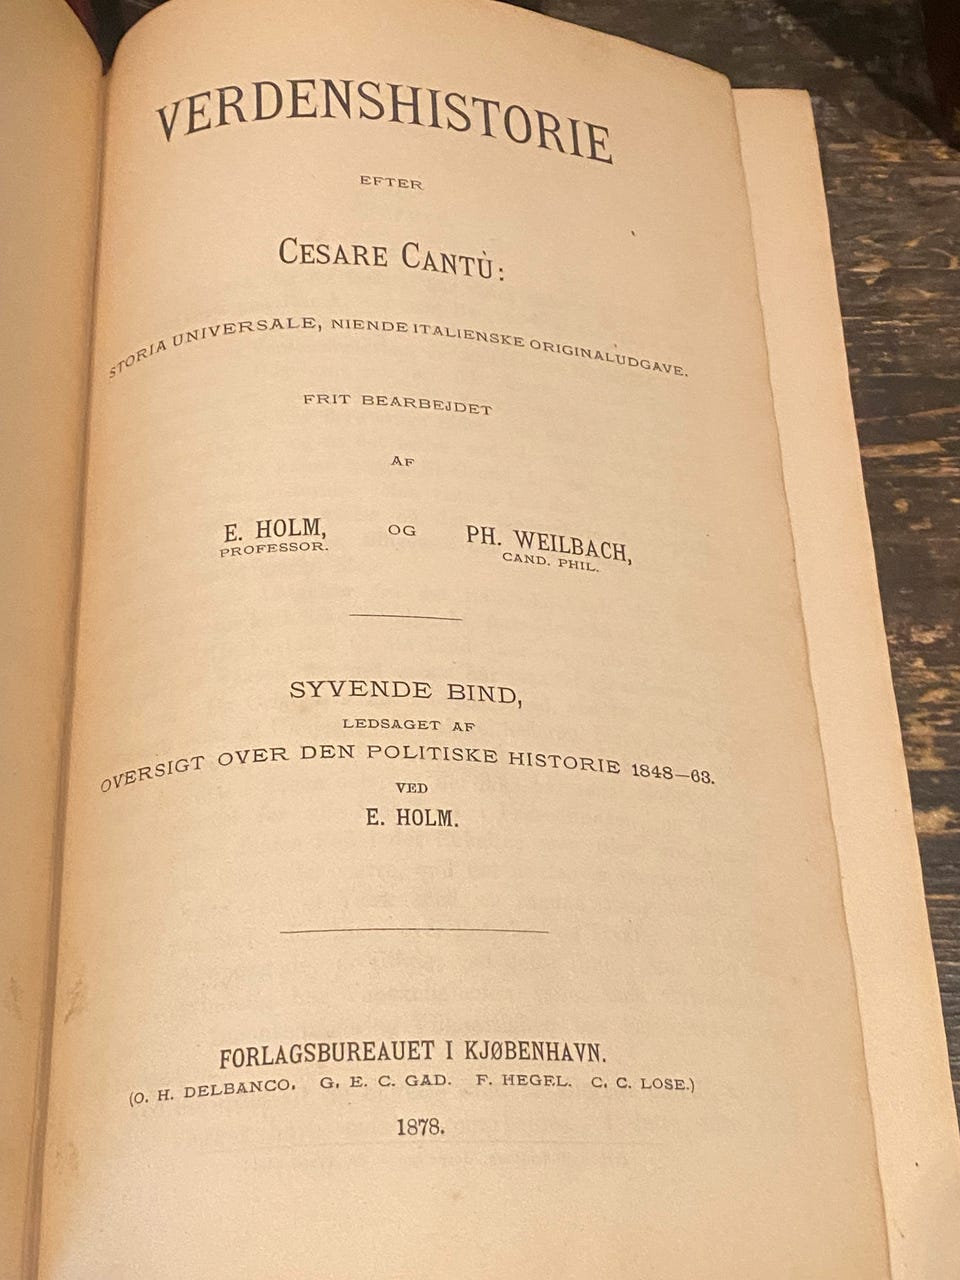 VERDENSHISTORIE
EFTER
CESARE CANTÙ:
STORIA UNIVERSALE, NIENDE ITALIENSKE ORIGINALUDGAVE.
FRIT BEARBEJDET
AF
E. HOLM, OG PH. WEILBACH,
PROFESSOR. CAND. PHIL.
SYVENDE BIND,
LEDSAGET AF
OVERSIGT OVER DEN POLITISKE HISTORIE 1848—63.
VED
E. HOLM.
FORLAGSBUREAUET I KJØBENHAVN.
(O. H. DELBANCO. G. E. C. GAD. F. HEGEL. C. C. LOSE.)
1878.